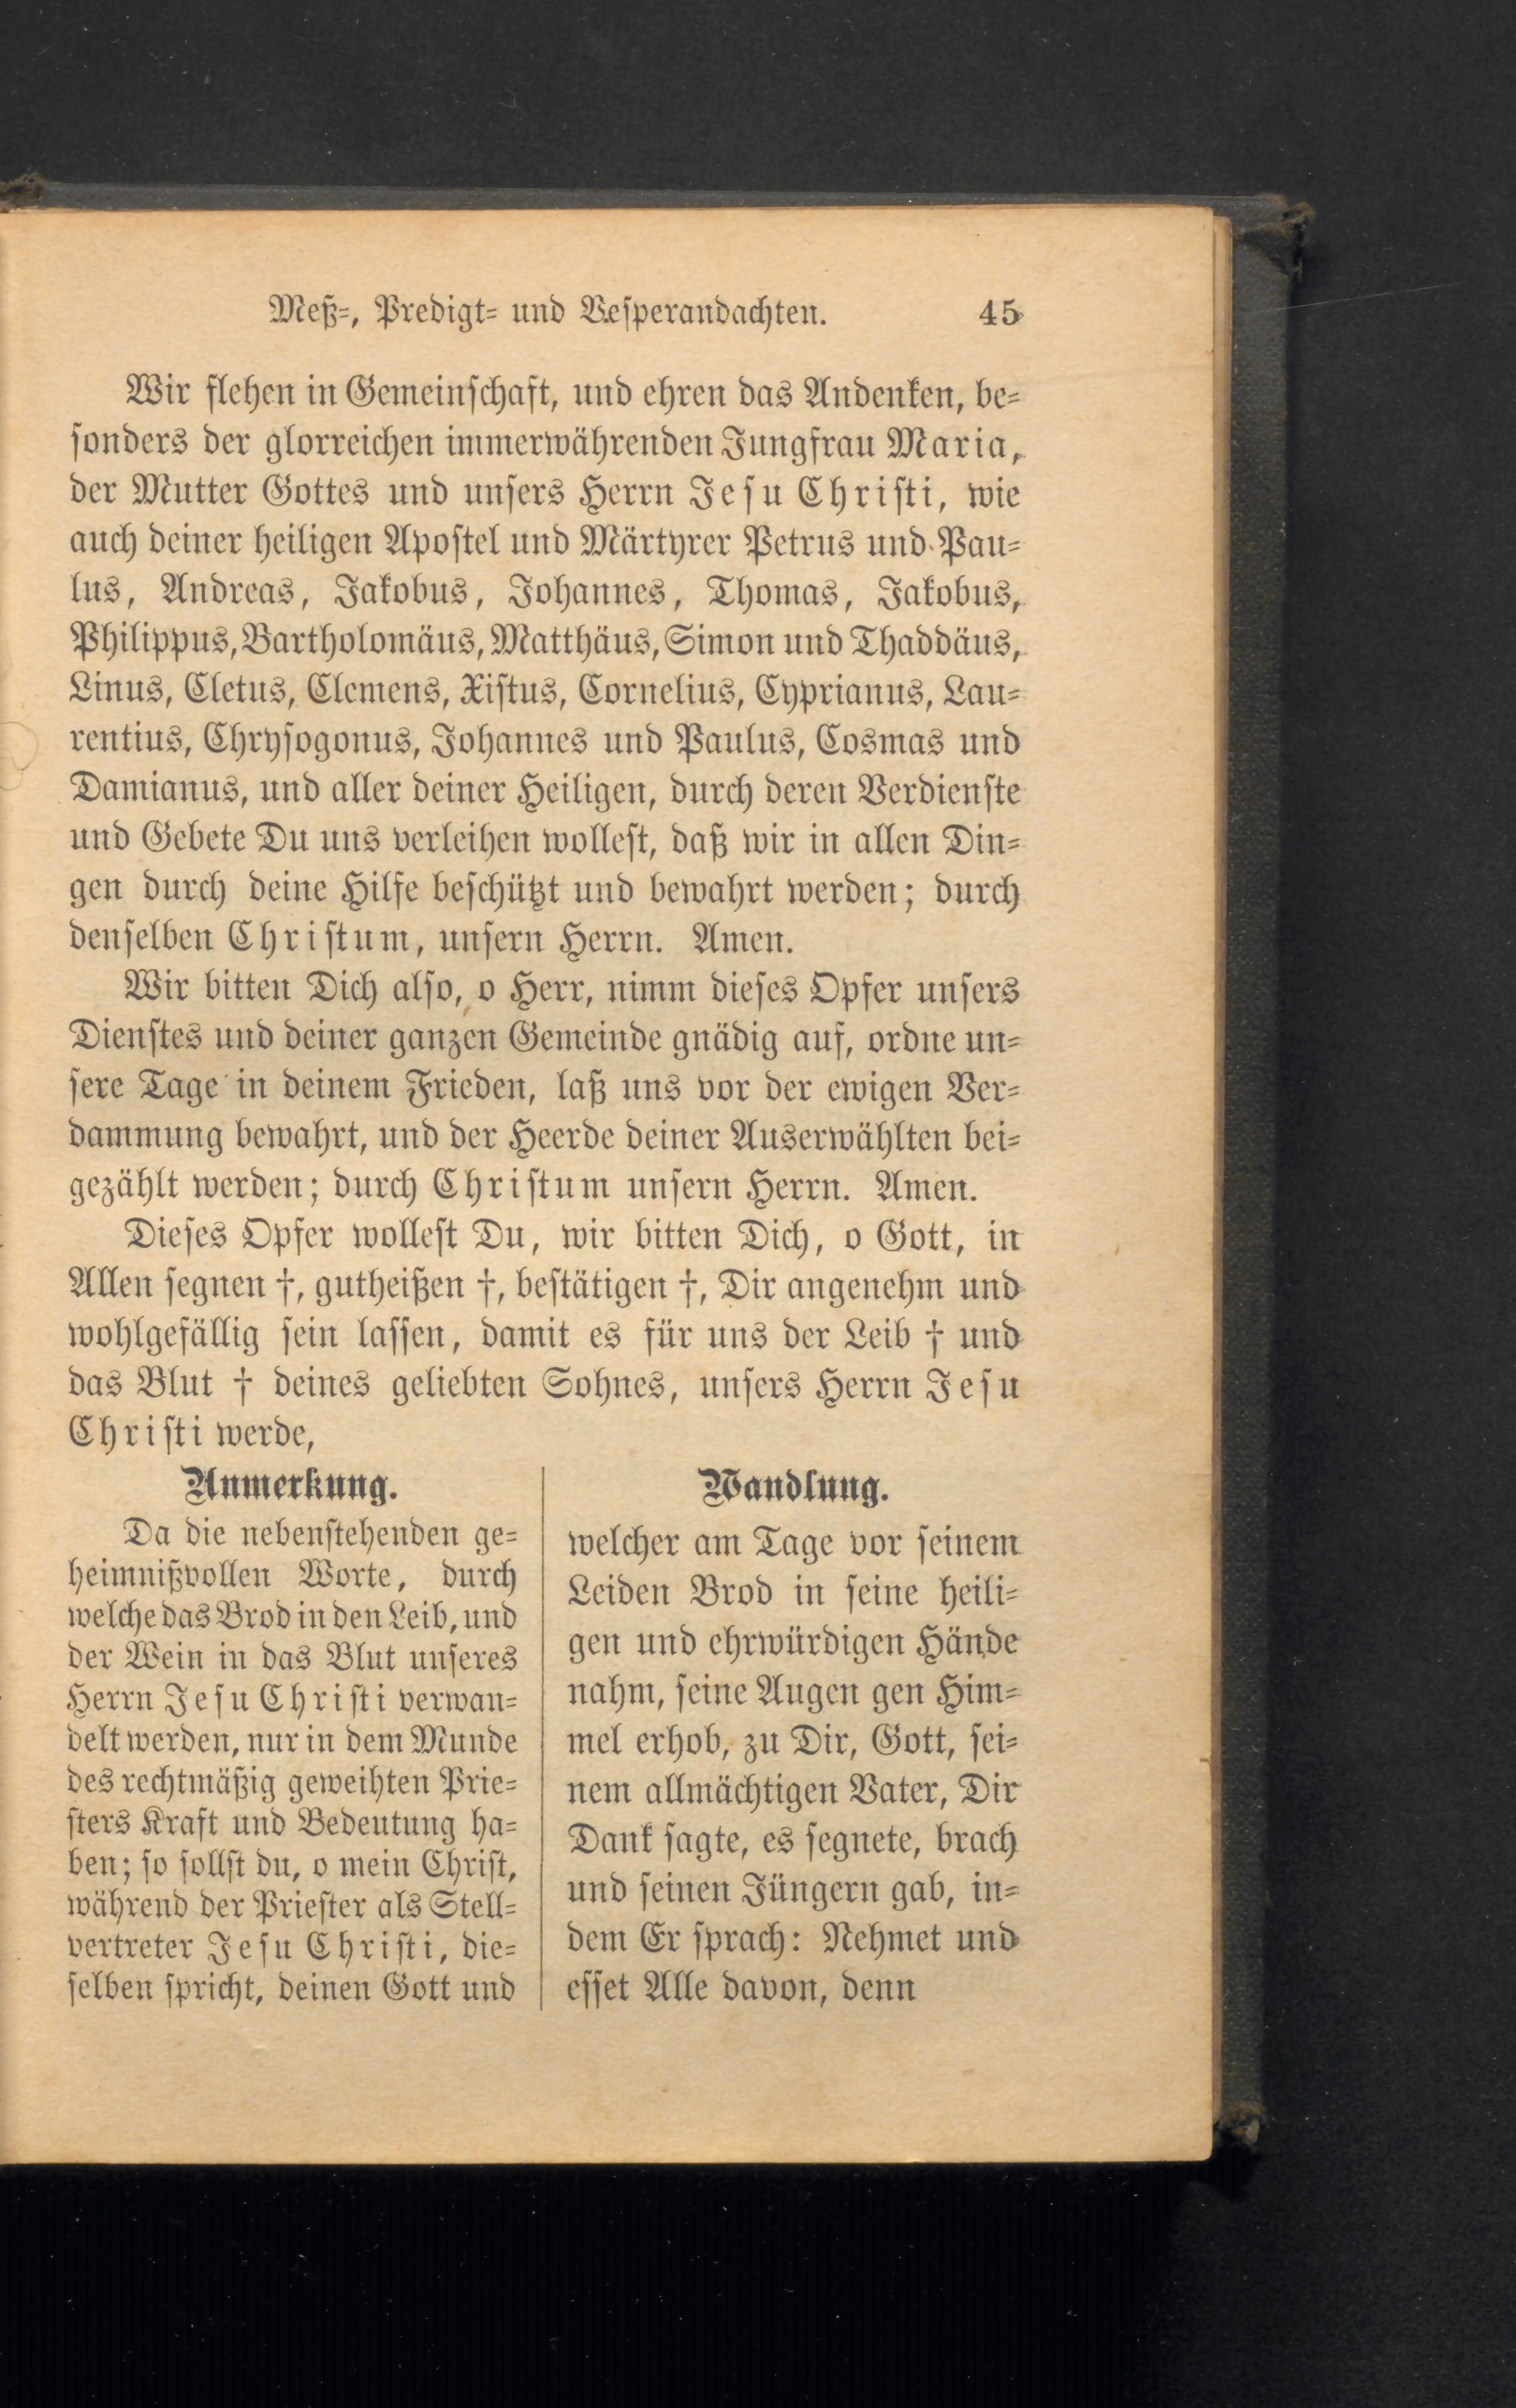 Meß-, Predigt- und Vesperandachten. 45
Wir flehen in Gemeinschaft, und ehren das Andenken, be-
sonders der glorreichen immerwährenden Jungfrau Maria,
der Mutter Gottes und unsers Herrn Jesu Christi, wie
auch deiner heiligen Apostel und Märtyrer Petrus und Pau-
lus, Andreas, Jakobus, Johannes, Thomas, Jakobus,
Philippus, Bartholomäus, Matthäus, Simon und Thaddäus,
Linus, Cletus, Clemens, Xistus, Cornelius, Cyprianus, Lau-
rentius, Chrysogonus, Johannes und Paulus, Cosmas und
Damianus, und aller deiner Heiligen, durch deren Verdienste
und Gebete Du uns verleihen wollest, daß wir in allen Din-
gen durch deine Hilfe beschützt und bewahrt werden; durch
denselben Christum, unsern Herrn. Amen.
Wir bitten Dich also, o Herr, nimm dieses Opfer unsers
Dienstes und deiner ganzen Gemeinde gnädig auf, ordne un-
sere Tage in deinem Frieden, laß uns vor der ewigen Ver-
dammung bewahrt, und der Heerde deiner Auserwählten bei-
gezählt werden; durch Christum unsern Herrn. Amen.
Dieses Opfer wollest Du, wir bitten Dich, o Gott, in
Allen segnen †, gutheißen †, bestätigen †, Dir angenehm und
wohlgefällig sein lassen, damit es für uns der Leib † und
das Blut † deines geliebten Sohnes, unsers Herrn Jesu
Christi werde,
Anmerkung.
Da die nebenstehenden ge-
heimnißvollen Worte, durch
welche das Brod in den Leib, und
der Wein in das Blut unseres
Herrn Jesu Christi verwan-
delt werden, nur in dem Munde
des rechtmäßig geweihten Prie-
sters Kraft und Bedeutung ha-
ben; so sollst du, o mein Christ,
während der Priester als Stell-
vertreter Jesu Christi, die-
selben spricht, deinen Gott und
Wandlung.
welcher am Tage vor seinem
Leiden Brod in seine heili-
gen und ehrwürdigen Hände
nahm, seine Augen gen Him-
mel erhob, zu Dir, Gott, sei-
nem allmächtigen Vater, Dir
Dank sagte, es segnete, brach
und seinen Jüngern gab, in-
dem Er sprach: Nehmet und
esset Alle davon, denn